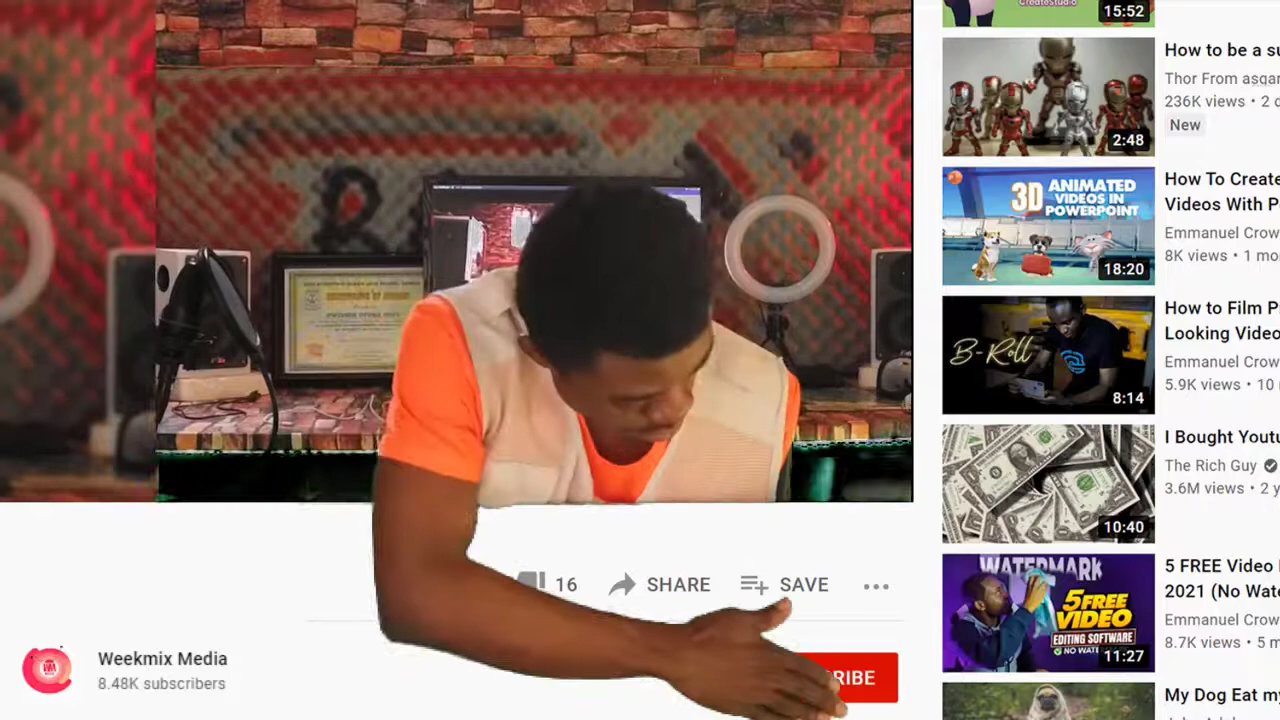 CreateStudio
15:52
How to be a su
Thor From asgar
236K views • 2 d
New
2:48
3D ANIMATED
VIDEOS IN
POWERPOINT
18:20
How To Create
Videos With P
Emmanuel Crow
8K views • 1 mo
B-Roll
8:14
How to Film P
Looking Video
Emmanuel Crow
5.9K views • 10
10:40
I Bought Youtu
The Rich Guy
3.6M views • 2 y
WATERMARK
5 FREE
VIDEO
EDITING SOFTWARE
NO WATERMARK
11:27
5 FREE Video
2021 (No Wate
Emmanuel Crow
8.7K views • 5 m
My Dog Eat my
16
SHARE
SAVE
Weekmix Media
8.48K subscribers
RIBE